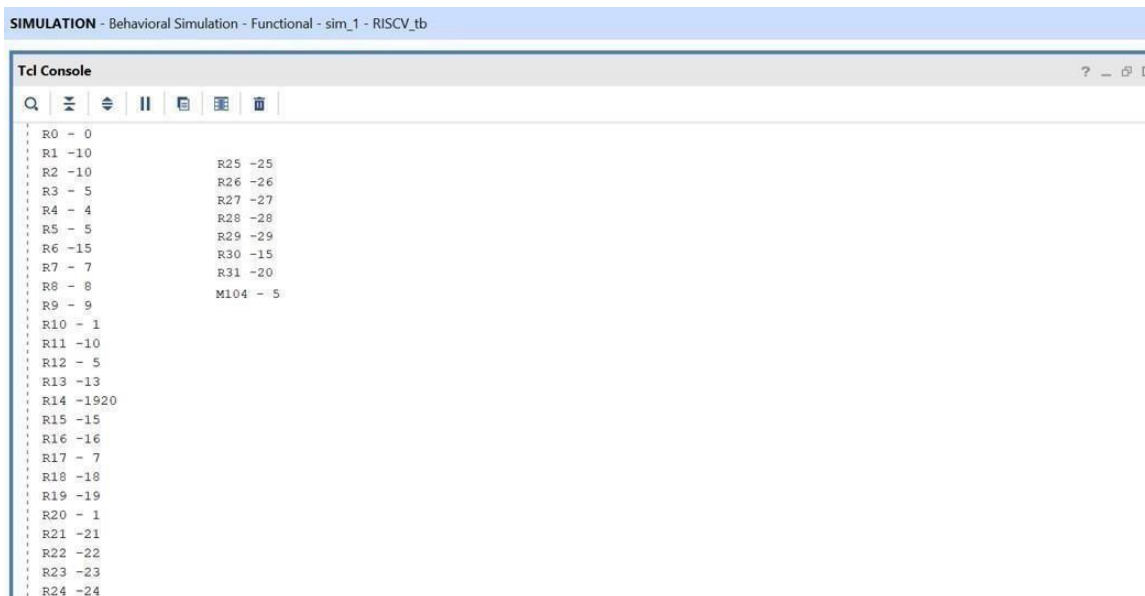 SIMULATION - Behavioral Simulation - Functional - sim_1 - RISCV_tb
Tcl Console
R0 - 0
R1 -10
R2 -10
R3 - 5
R4 - 4
R5 - 5
R6 -15
R7 - 7
R8 - 8
R9 - 9
R10 - 1
R11 -10
R12 - 5
R13 -13
R14 -1920
R15 -15
R16 -16
R17 - 7
R18 -18
R19 -19
R20 - 1
R21 -21
R22 -22
R23 -23
R24 -24
R25 -25
R26 -26
R27 -27
R28 -28
R29 -29
R30 -15
R31 -20
M104 - 5